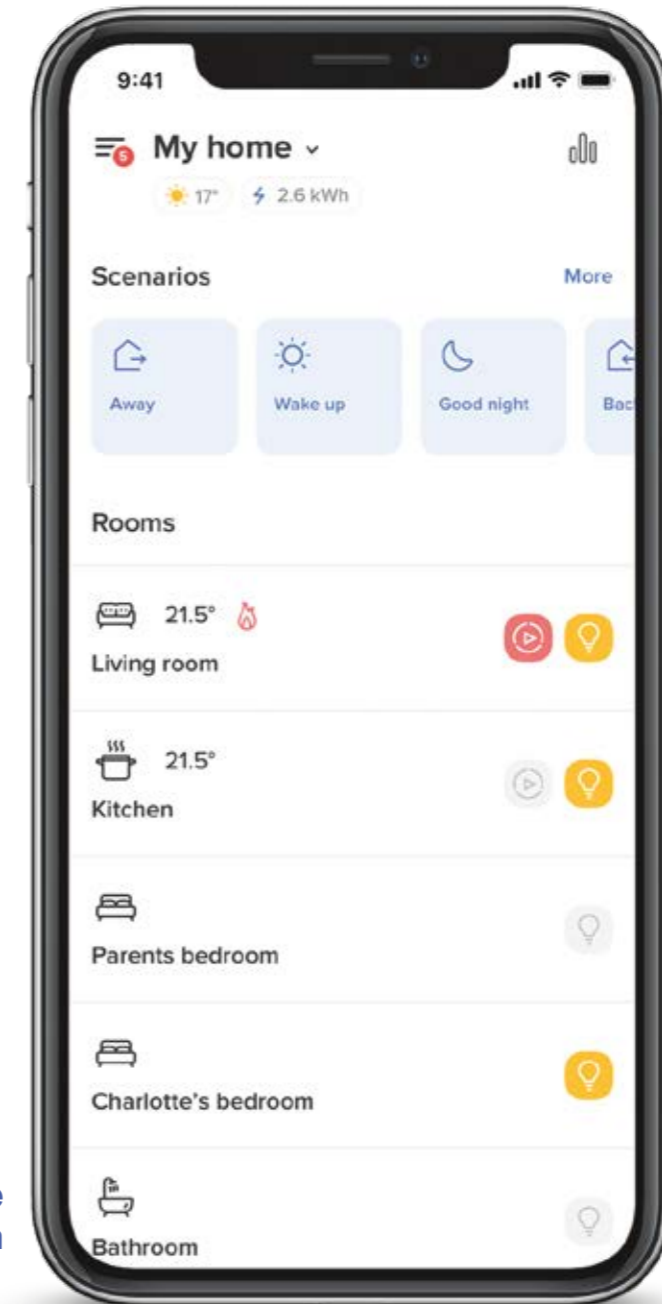 9:41
5
My home
17°
2.6 kWh
Scenarios
More
Away
Wake up
Good night
Bac
Rooms
21.5°
Living room
21.5°
Kitchen
Parents bedroom
Charlotte's bedroom
Bathroom